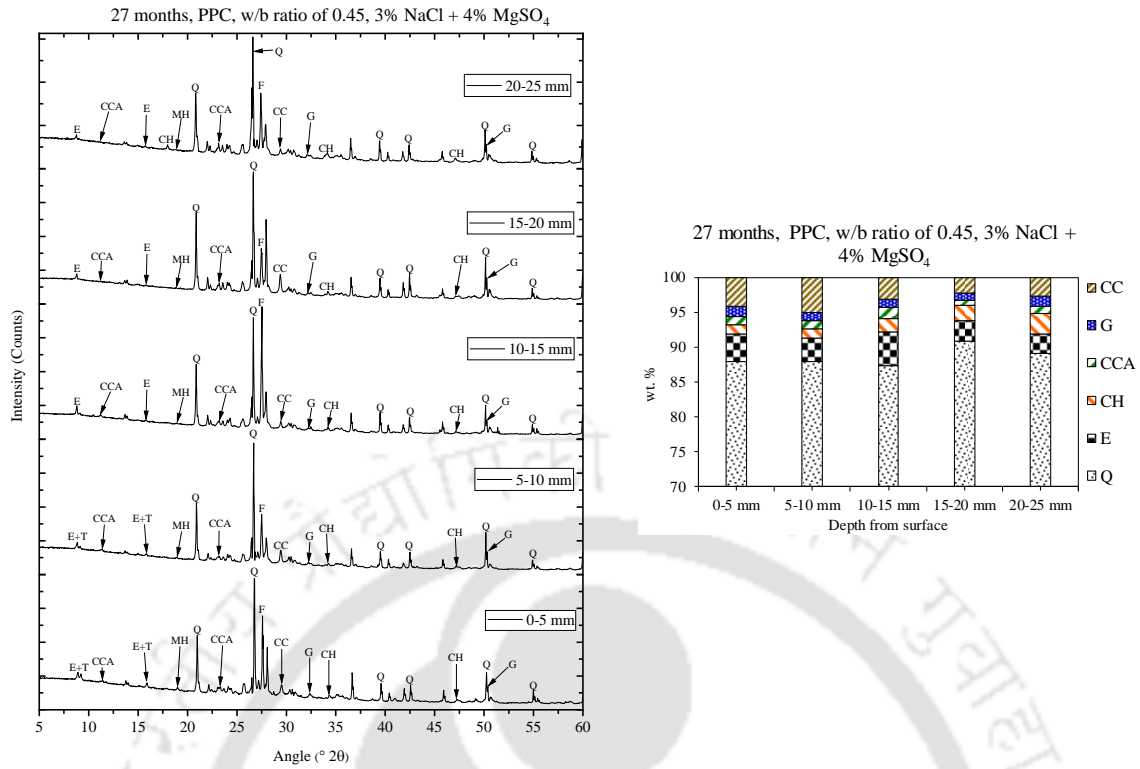 27 months, PPC, w/b ratio of 0.45, 3% NaCl + 4% MgSO₄
Q
20-25 mm
Q
F
CCA
E
E
MH
CCA
CC
CH
G
CH
Q
Q
CH
Q
G
Q
Q
15-20 mm
Q
F
E
CCA
E
MH
CCA
CC
G
CH
Q
Q
CH
Q
G
Q
F
10-15 mm
Q
Q
E
CCA
E
MH
CCA
CC
G
CH
Q
Q
CH
Q
G
Q
Q
5-10 mm
Q
F
E+T
CCA
E+T
MH
CCA
CC
G
CH
Q
Q
CH
Q
G
Q
Q
0-5 mm
Q
F
E+T
CCA
E+T
MH
CCA
CC
G
CH
Q
Q
CH
Q
G
Q
Intensity (Counts)
5 10 15 20 25 30 35 40 45 50 55 60
Angle (° 2θ)
27 months, PPC, w/b ratio of 0.45, 3% NaCl +
4% MgSO₄
100
95
90
85
80
75
70
wt. %
0-5 mm 5-10 mm 10-15 mm 15-20 mm 20-25 mm
Depth from surface
CC
G
CCA
CH
E
Q